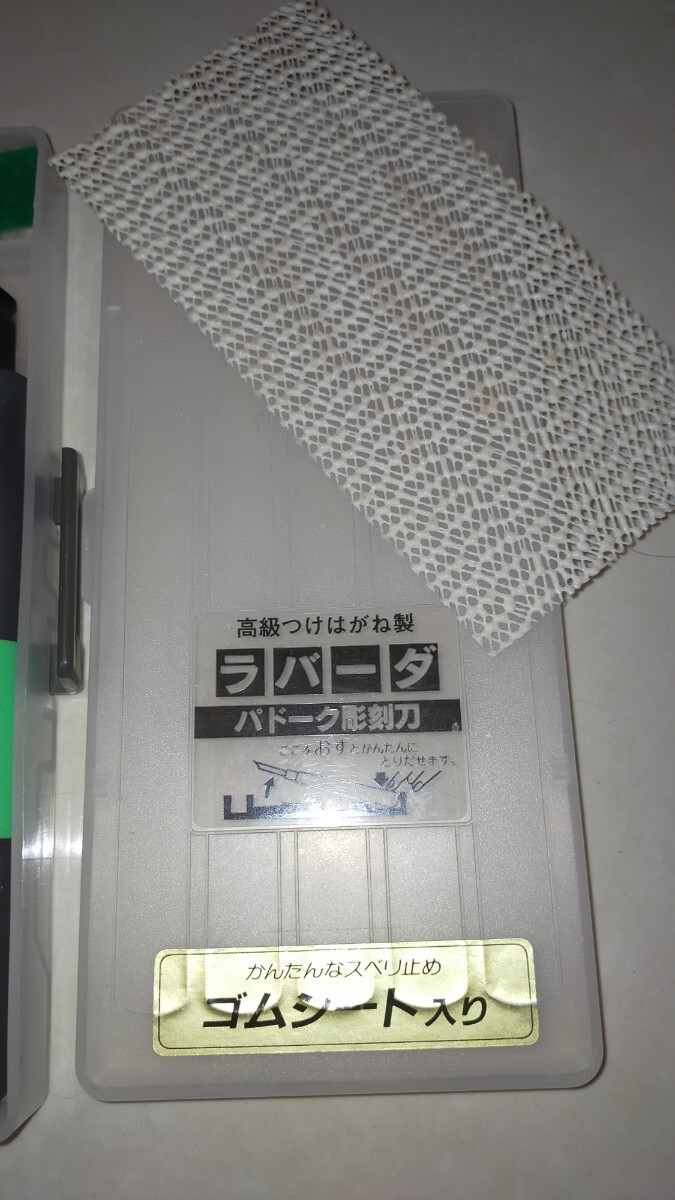 高級つけはがね製
ラバーダ
パドーク彫刻刀
ここをおすとかんたんに
とりだせます。
かんたんなスベリ止め
ゴムシート入り